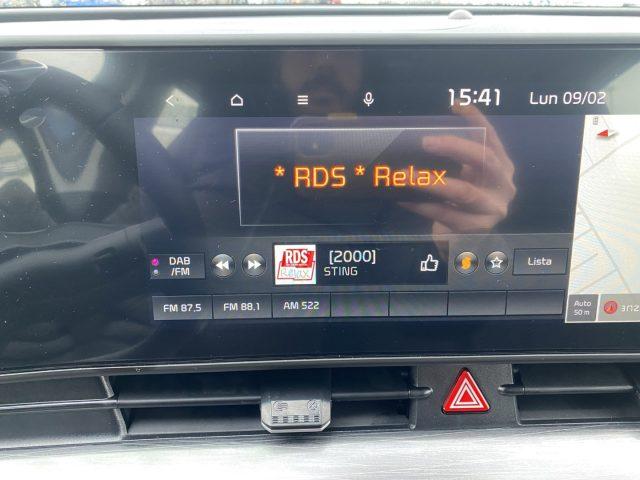 15:41 Lun 09/02
* RDS * Relax
DAB
/FM
RDS
Relax
[2000]
STING
Lista
FM 87,5 FM 88.1 AM 522
Auto
50 m